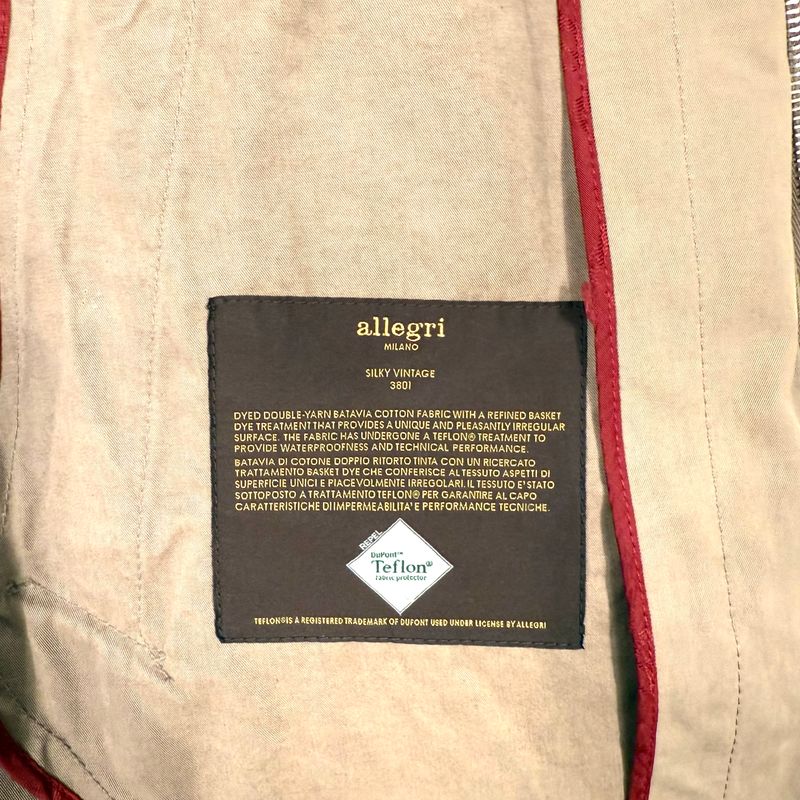 allegri
MILANO
SILKY VINTAGE
3801
DYED DOUBLE-YARN BATAVIA COTTON FABRIC WITH A REFINED BASKET
DYE TREATMENT THAT PROVIDES A UNIQUE AND PLEASANTLY IRREGULAR
SURFACE. THE FABRIC HAS UNDERGONE A TEFLON® TREATMENT TO
PROVIDE WATERPROOFNESS AND TECHNICAL PERFORMANCE.
BATAVIA DI COTONE DOPPIO RITORTO TINTA CON UN RICERCATO
TRATTAMENTO BASKET DYE CHE CONFERISCE AL TESSUTO ASPETTI DI
SUPERFICIE UNICI E PIACEVOLMENTE IRREGOLARI. IL TESSUTO E'STATO
SOTTOPOSTO A TRATTAMENTO TEFLON® PER GARANTIRE AL CAPO
CARATTERISTICHE DI IMPERMEABILITA' E PERFORMANCE TECNICHE.
REPEL
DuPont™
Teflon®
fabric protector
TEFLON® IS A REGISTERED TRADEMARK OF DUPONT USED UNDER LICENSE BY ALLEGRI